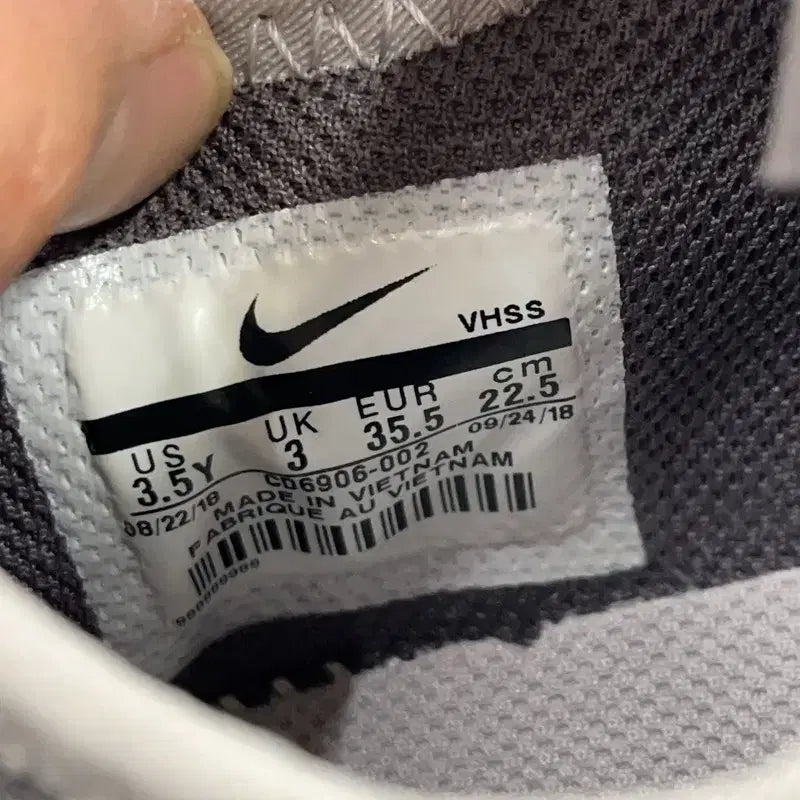 VHSS
US UK EUR cm
3.5Y 3 35.5 22.5
08/22/18 CD6906-002 09/24/18
MADE IN VIETNAM
FABRIQUE AU VIETNAM